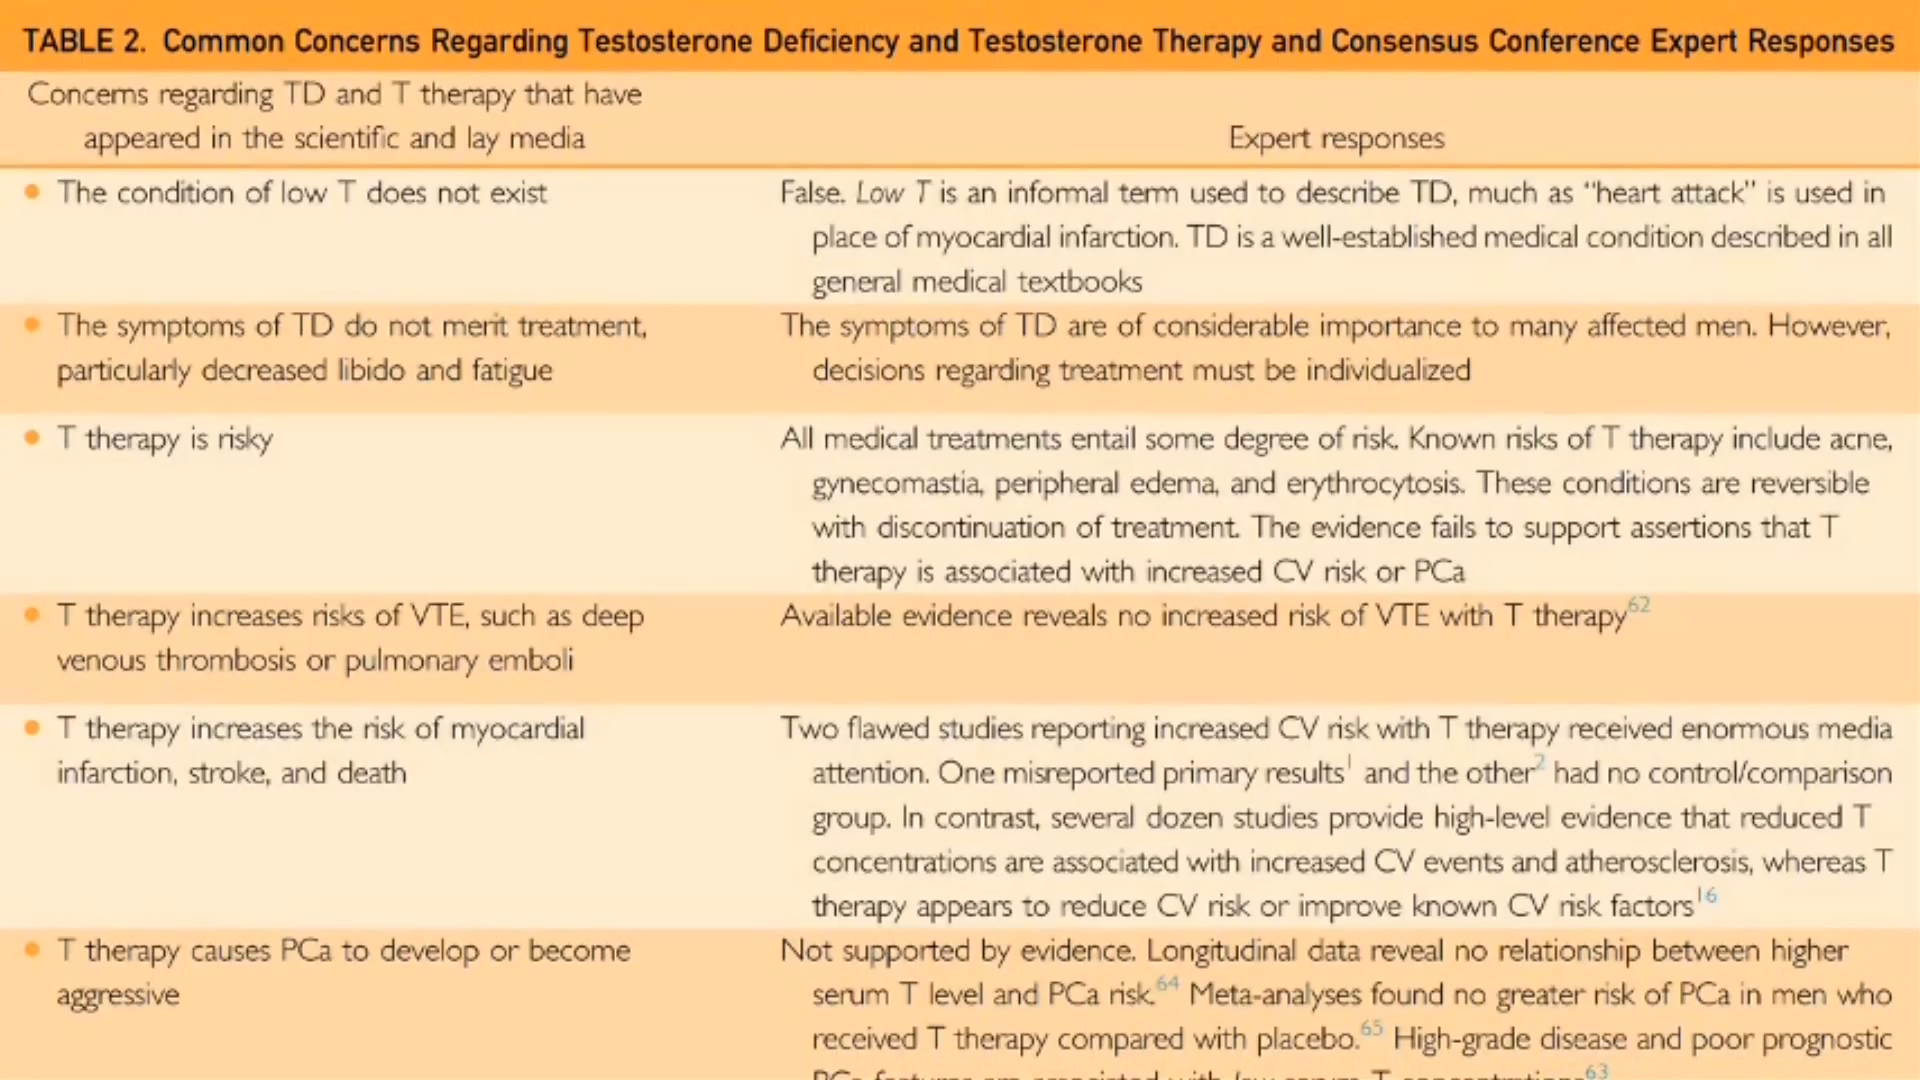 TABLE 2. Common Concerns Regarding Testosterone Deficiency and Testosterone Therapy and Consensus Conference Expert Responses
Concerns regarding TD and T therapy that have
appeared in the scientific and lay media
Expert responses
• The condition of low T does not exist
False. Low T is an informal term used to describe TD, much as “heart attack” is used in
place of myocardial infarction. TD is a well-established medical condition described in all
general medical textbooks
• The symptoms of TD do not merit treatment,
particularly decreased libido and fatigue
The symptoms of TD are of considerable importance to many affected men. However,
decisions regarding treatment must be individualized
• T therapy is risky
All medical treatments entail some degree of risk. Known risks of T therapy include acne,
gynecomastia, peripheral edema, and erythrocytosis. These conditions are reversible
with discontinuation of treatment. The evidence fails to support assertions that T
therapy is associated with increased CV risk or PCa
• T therapy increases risks of VTE, such as deep
venous thrombosis or pulmonary emboli
Available evidence reveals no increased risk of VTE with T therapy62
• T therapy increases the risk of myocardial
infarction, stroke, and death
Two flawed studies reporting increased CV risk with T therapy received enormous media
attention. One misreported primary results1 and the other2 had no control/comparison
group. In contrast, several dozen studies provide high-level evidence that reduced T
concentrations are associated with increased CV events and atherosclerosis, whereas T
therapy appears to reduce CV risk or improve known CV risk factors16
• T therapy causes PCa to develop or become
aggressive
Not supported by evidence. Longitudinal data reveal no relationship between higher
serum T level and PCa risk.64 Meta-analyses found no greater risk of PCa in men who
received T therapy compared with placebo.65 High-grade disease and poor prognostic
63